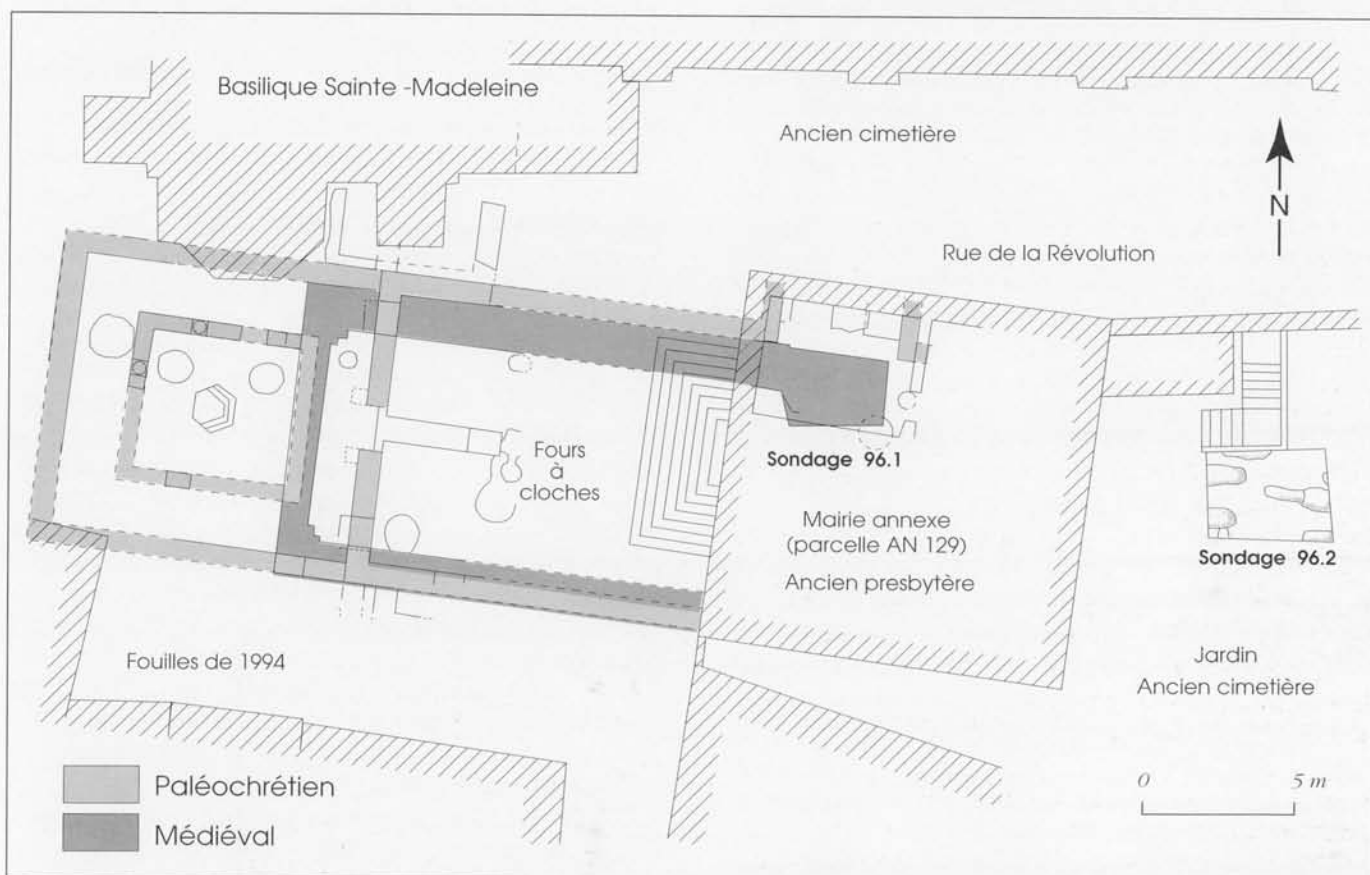 Basilique Sainte -Madeleine
Ancien cimetière
N
Rue de la Révolution
Sondage 96.1
Fours
à
cloches
Mairie annexe
(parcelle AN 129)
Ancien presbytère
Sondage 96.2
Fouilles de 1994
Jardin
Ancien cimetière
Paléochrétien
Médiéval
0 5 m